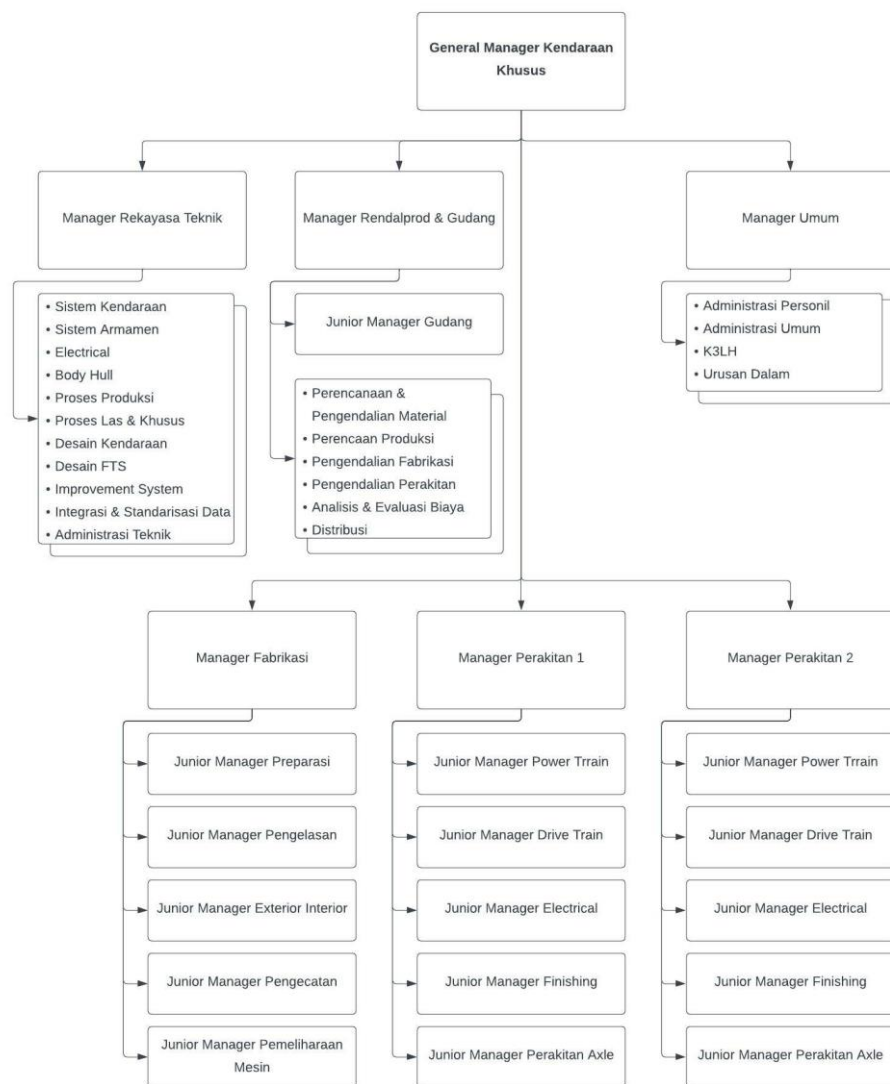 General Manager Kendaraan
Khusus
Manager Rekayasa Teknik
Manager Rendalprod & Gudang
Manager Umum
• Sistem Kendaraan
• Sistem Armamen
• Electrical
• Body Hull
• Proses Produksi
• Proses Las & Khusus
• Desain Kendaraan
• Desain FTS
• Improvement System
• Integrasi & Standarisasi Data
• Administrasi Teknik
Junior Manager Gudang
• Perencanaan &
Pengendalian Material
• Perencaan Produksi
• Pengendalian Fabrikasi
• Pengendalian Perakitan
• Analisis & Evaluasi Biaya
• Distribusi
• Administrasi Personil
• Administrasi Umum
• K3LH
• Urusan Dalam
Manager Fabrikasi
Manager Perakitan 1
Manager Perakitan 2
Junior Manager Preparasi
Junior Manager Power Trrain
Junior Manager Power Trrain
Junior Manager Pengelasan
Junior Manager Drive Train
Junior Manager Drive Train
Junior Manager Exterior Interior
Junior Manager Electrical
Junior Manager Electrical
Junior Manager Pengecatan
Junior Manager Finishing
Junior Manager Finishing
Junior Manager Pemeliharaan
Mesin
Junior Manager Perakitan Axle
Junior Manager Perakitan Axle